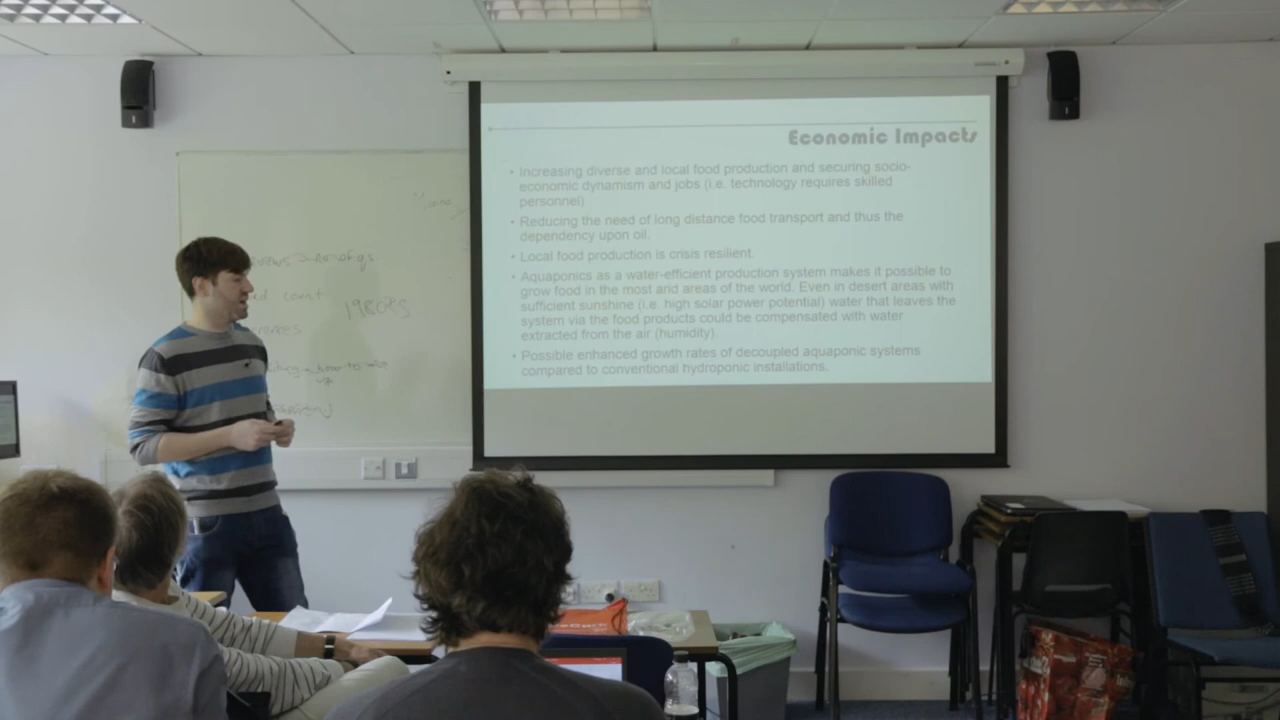 Economic Impacts
• Increasing diverse and local food production and securing socio-
economic dynamism and jobs (i.e. technology requires skilled
personnel)
• Reducing the need of long distance food transport and thus the
dependency upon oil.
• Local food production is crisis resilient.
• Aquaponics as a water-efficient production system makes it possible to
grow food in the most arid areas of the world. Even in desert areas with
sufficient sunshine (i.e. high solar power potential) water that leaves the
system via the food products could be compensated with water
extracted from the air (humidity).
• Possible enhanced growth rates of decoupled aquaponic systems
compared to conventional hydroponic installations.
count
1980's